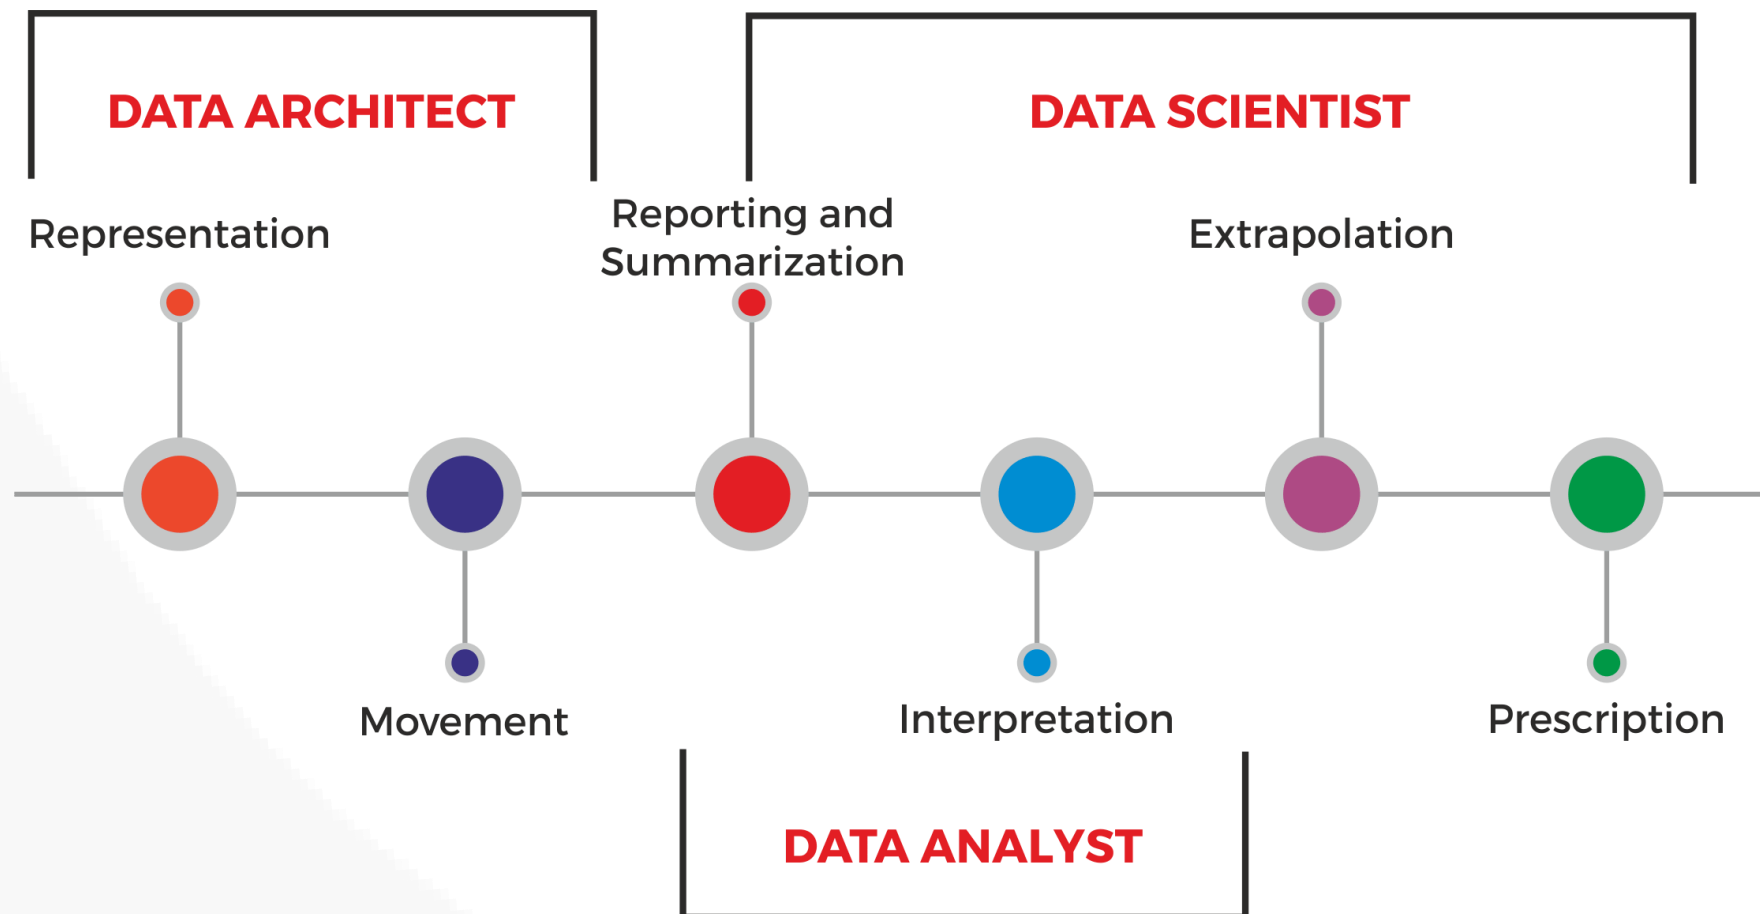 DATA ARCHITECT
DATA SCIENTIST
Representation
Reporting and
Summarization
Extrapolation
Movement
Interpretation
Prescription
DATA ANALYST